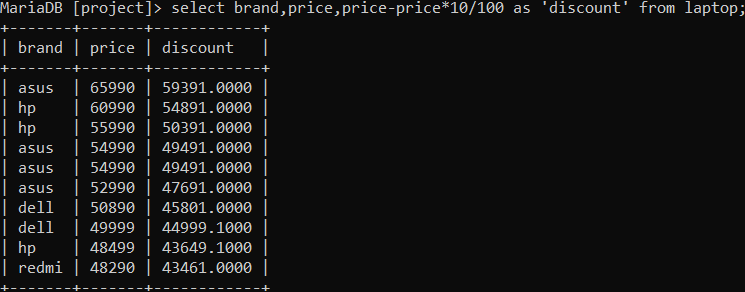 MariaDB [project]> select brand,price,price-price*10/100 as 'discount' from laptop;
+-------+-------+------------+
| brand | price | discount   |
+-------+-------+------------+
| asus  | 65990 | 59391.0000 |
| hp    | 60990 | 54891.0000 |
| hp    | 55990 | 50391.0000 |
| asus  | 54990 | 49491.0000 |
| asus  | 54990 | 49491.0000 |
| asus  | 52990 | 47691.0000 |
| dell  | 50890 | 45801.0000 |
| dell  | 49999 | 44999.1000 |
| hp    | 48499 | 43649.1000 |
| redmi | 48290 | 43461.0000 |
+-------+-------+------------+